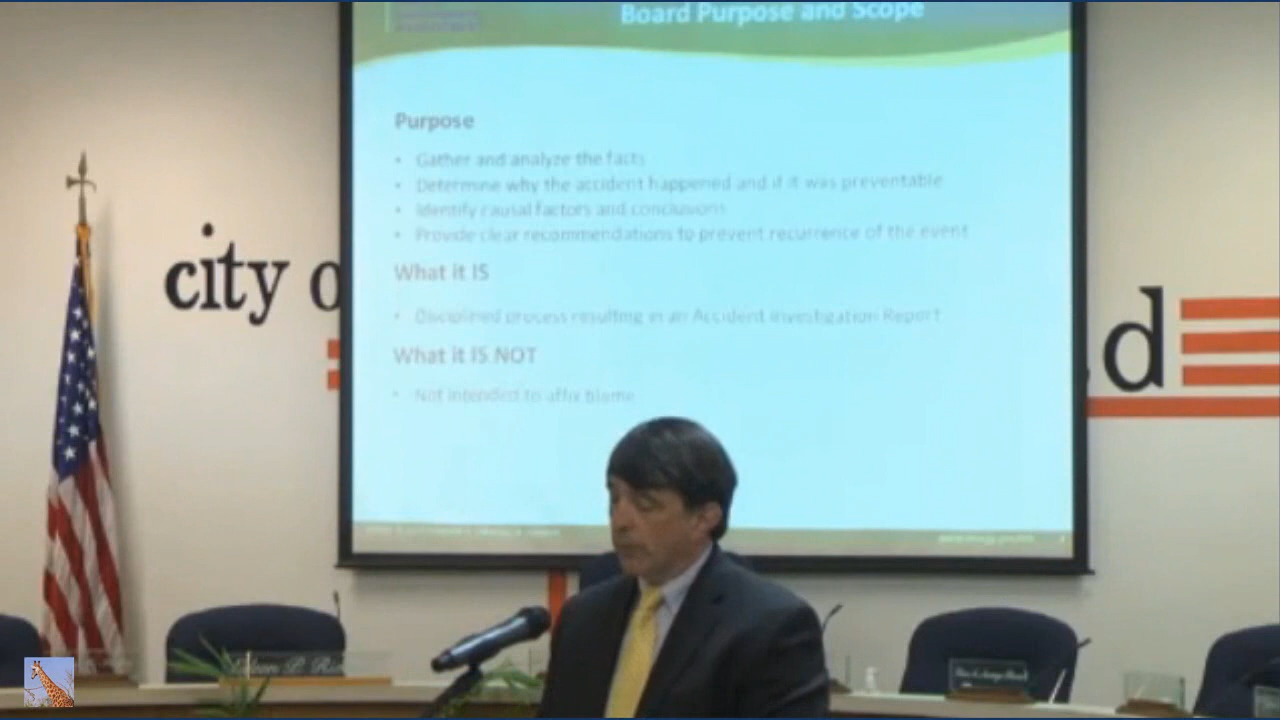 Board Purpose and Scope
Purpose
• Gather and analyze the facts
• Determine why the accident happened and if it was preventable
• Identify causal factors and conclusions
• Provide clear recommendations to prevent recurrence of the event
What it IS
• Disciplined process resulting in an Accident Investigation Report
What it IS NOT
• Not intended to affix blame
city o
d